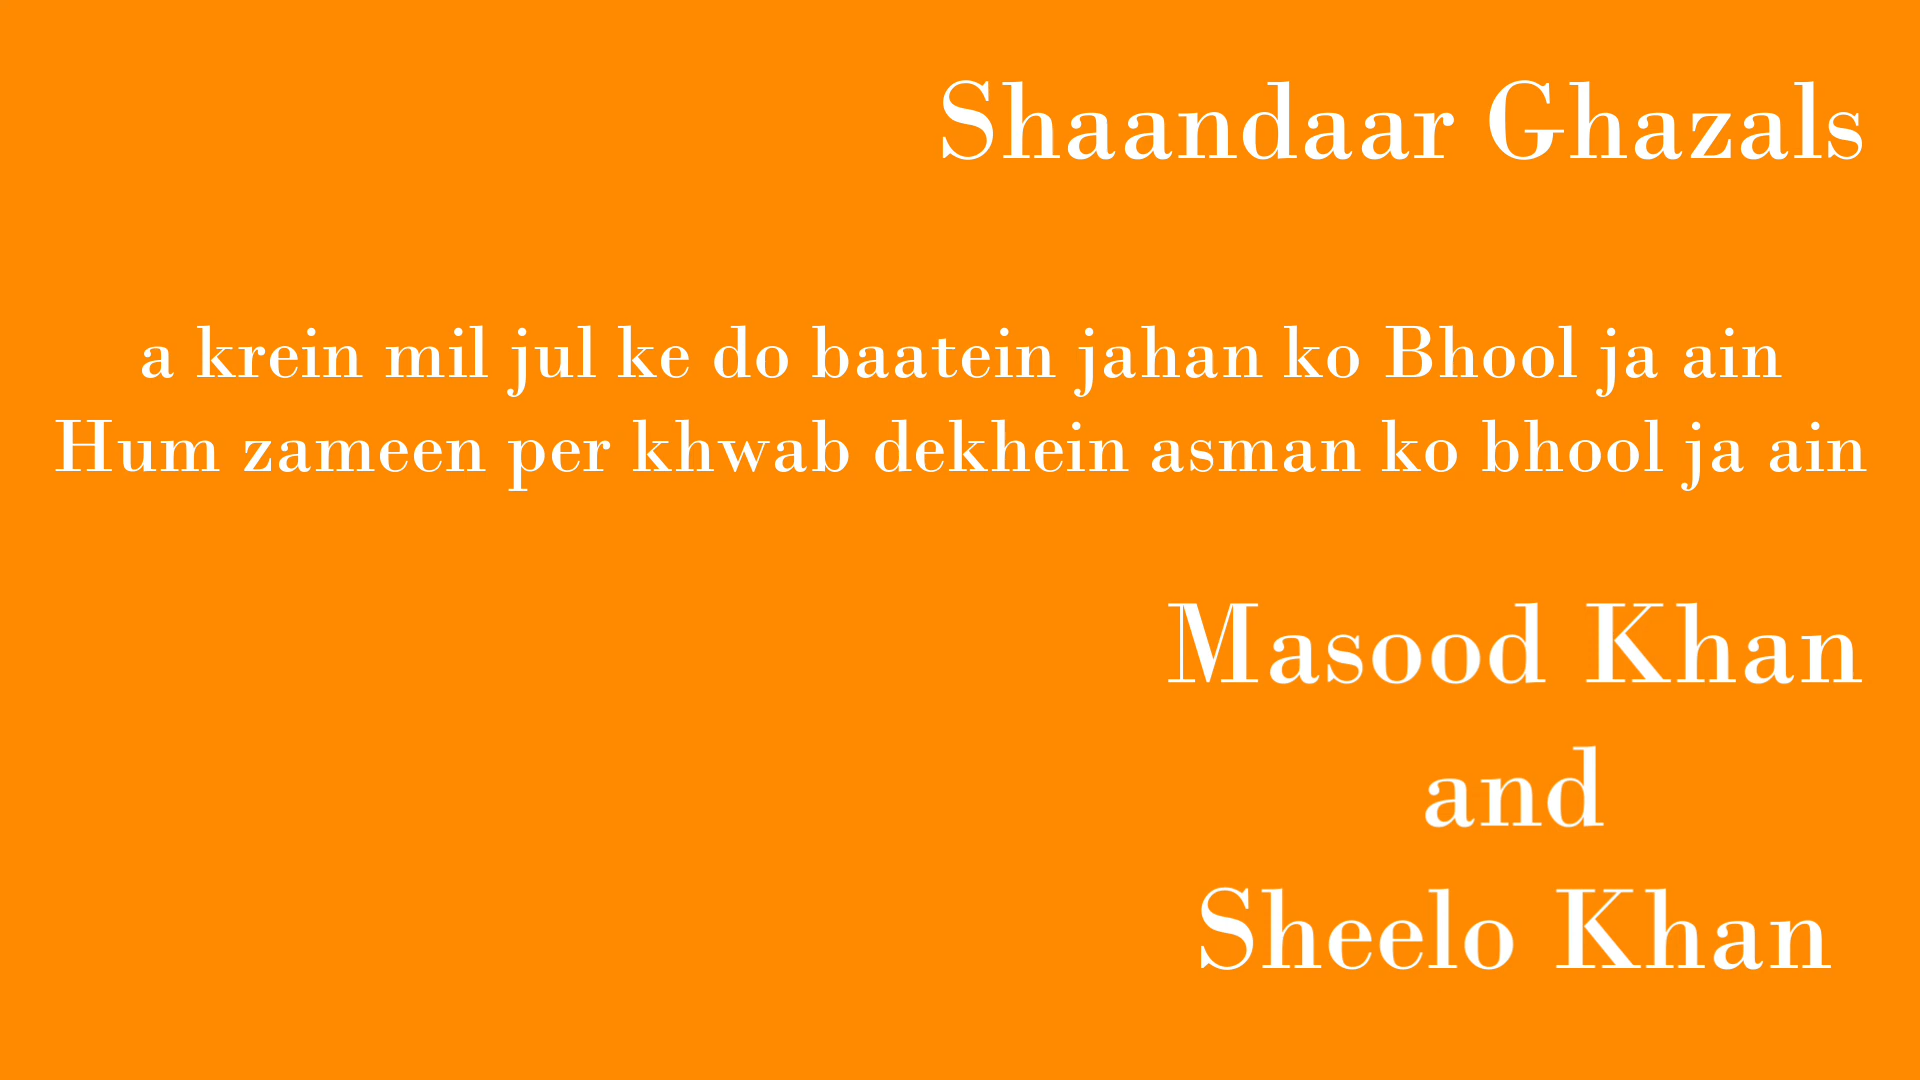 Shaandaar Ghazals
a krein mil jul ke do baatein jahan ko Bhool ja ain
Hum zameen per khwab dekhein asman ko bhool ja ain
Masood Khan
and
Sheelo Khan